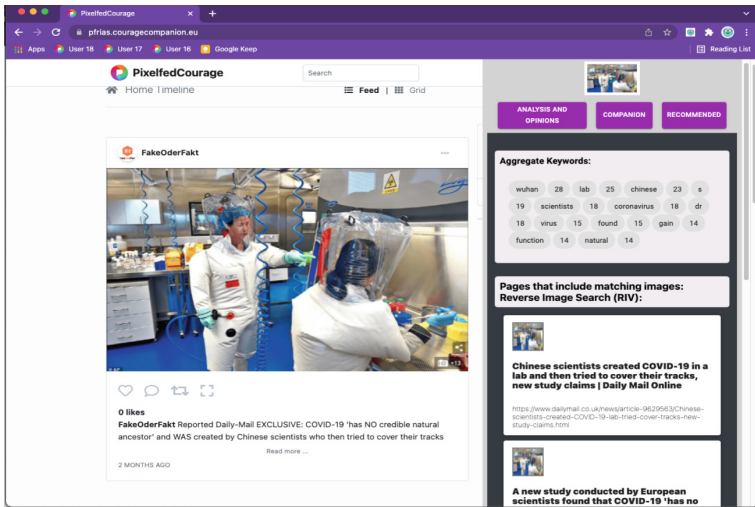 PixelfedCourage
pfrias.couragecompanion.eu
Apps User 18 User 17 User 16 Google Keep
Reading List
PixelfedCourage
Search
Home Timeline
Feed | Grid
FakeOderFakt
+13
0 likes
FakeOderFakt Reported Daily-Mail EXCLUSIVE: COVID-19 'has NO credible natural
ancestor' and WAS created by Chinese scientists who then tried to cover their tracks
Read more ...
2 MONTHS AGO
ANALYSIS AND
OPINIONS
COMPANION
RECOMMENDED
Aggregate Keywords:
wuhan 28 lab 25 chinese 23 s
19 scientists 18 coronavirus 18 dr
18 virus 15 found 15 gain 14
function 14 natural 14
Pages that include matching images:
Reverse Image Search (RIV):
Chinese scientists created COVID-19 in a
lab and then tried to cover their tracks,
new study claims | Daily Mail Online
https://www.dailymail.co.uk/news/article-9629563/Chinese-
scientists-created-COVID-19-lab-tried-cover-tracks-new-
study-claims.html
A new study conducted by European
scientists found that COVID-19 'has no